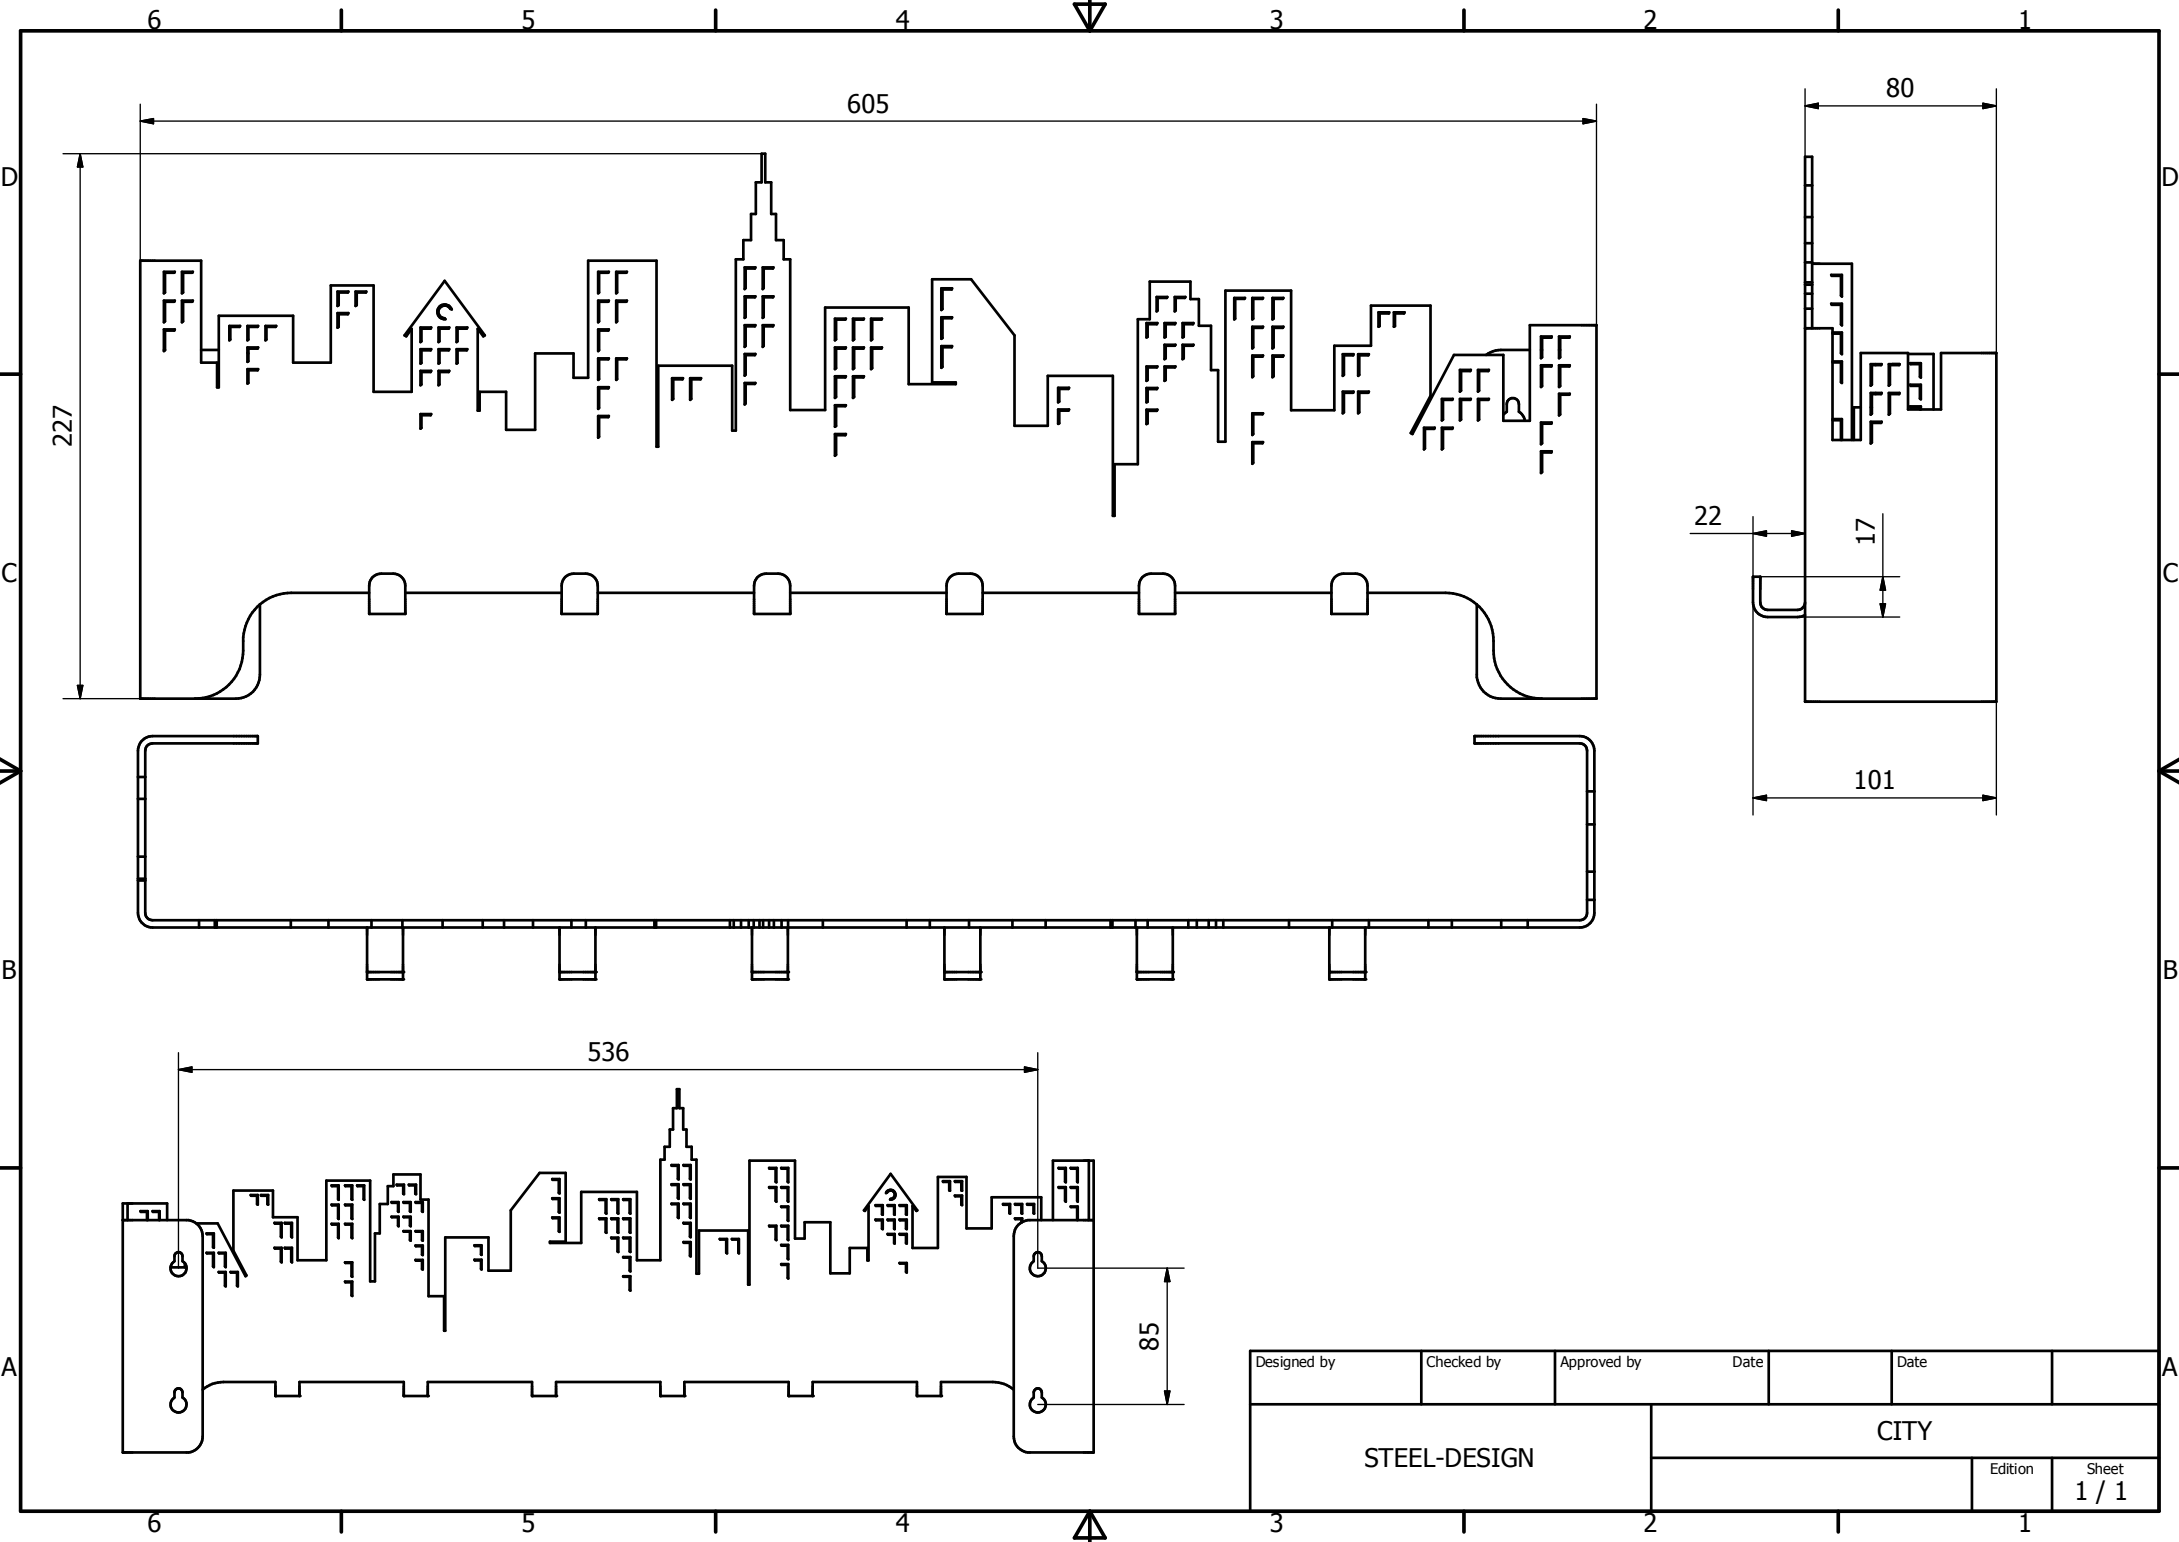 6 5 4 3 2 1
605
80
D D
227
22
17
C C
101
B B
536
85
A A
Designed by Checked by Approved by Date Date
STEEL-DESIGN
CITY
Edition Sheet
1 / 1
6 5 4 3 2 1